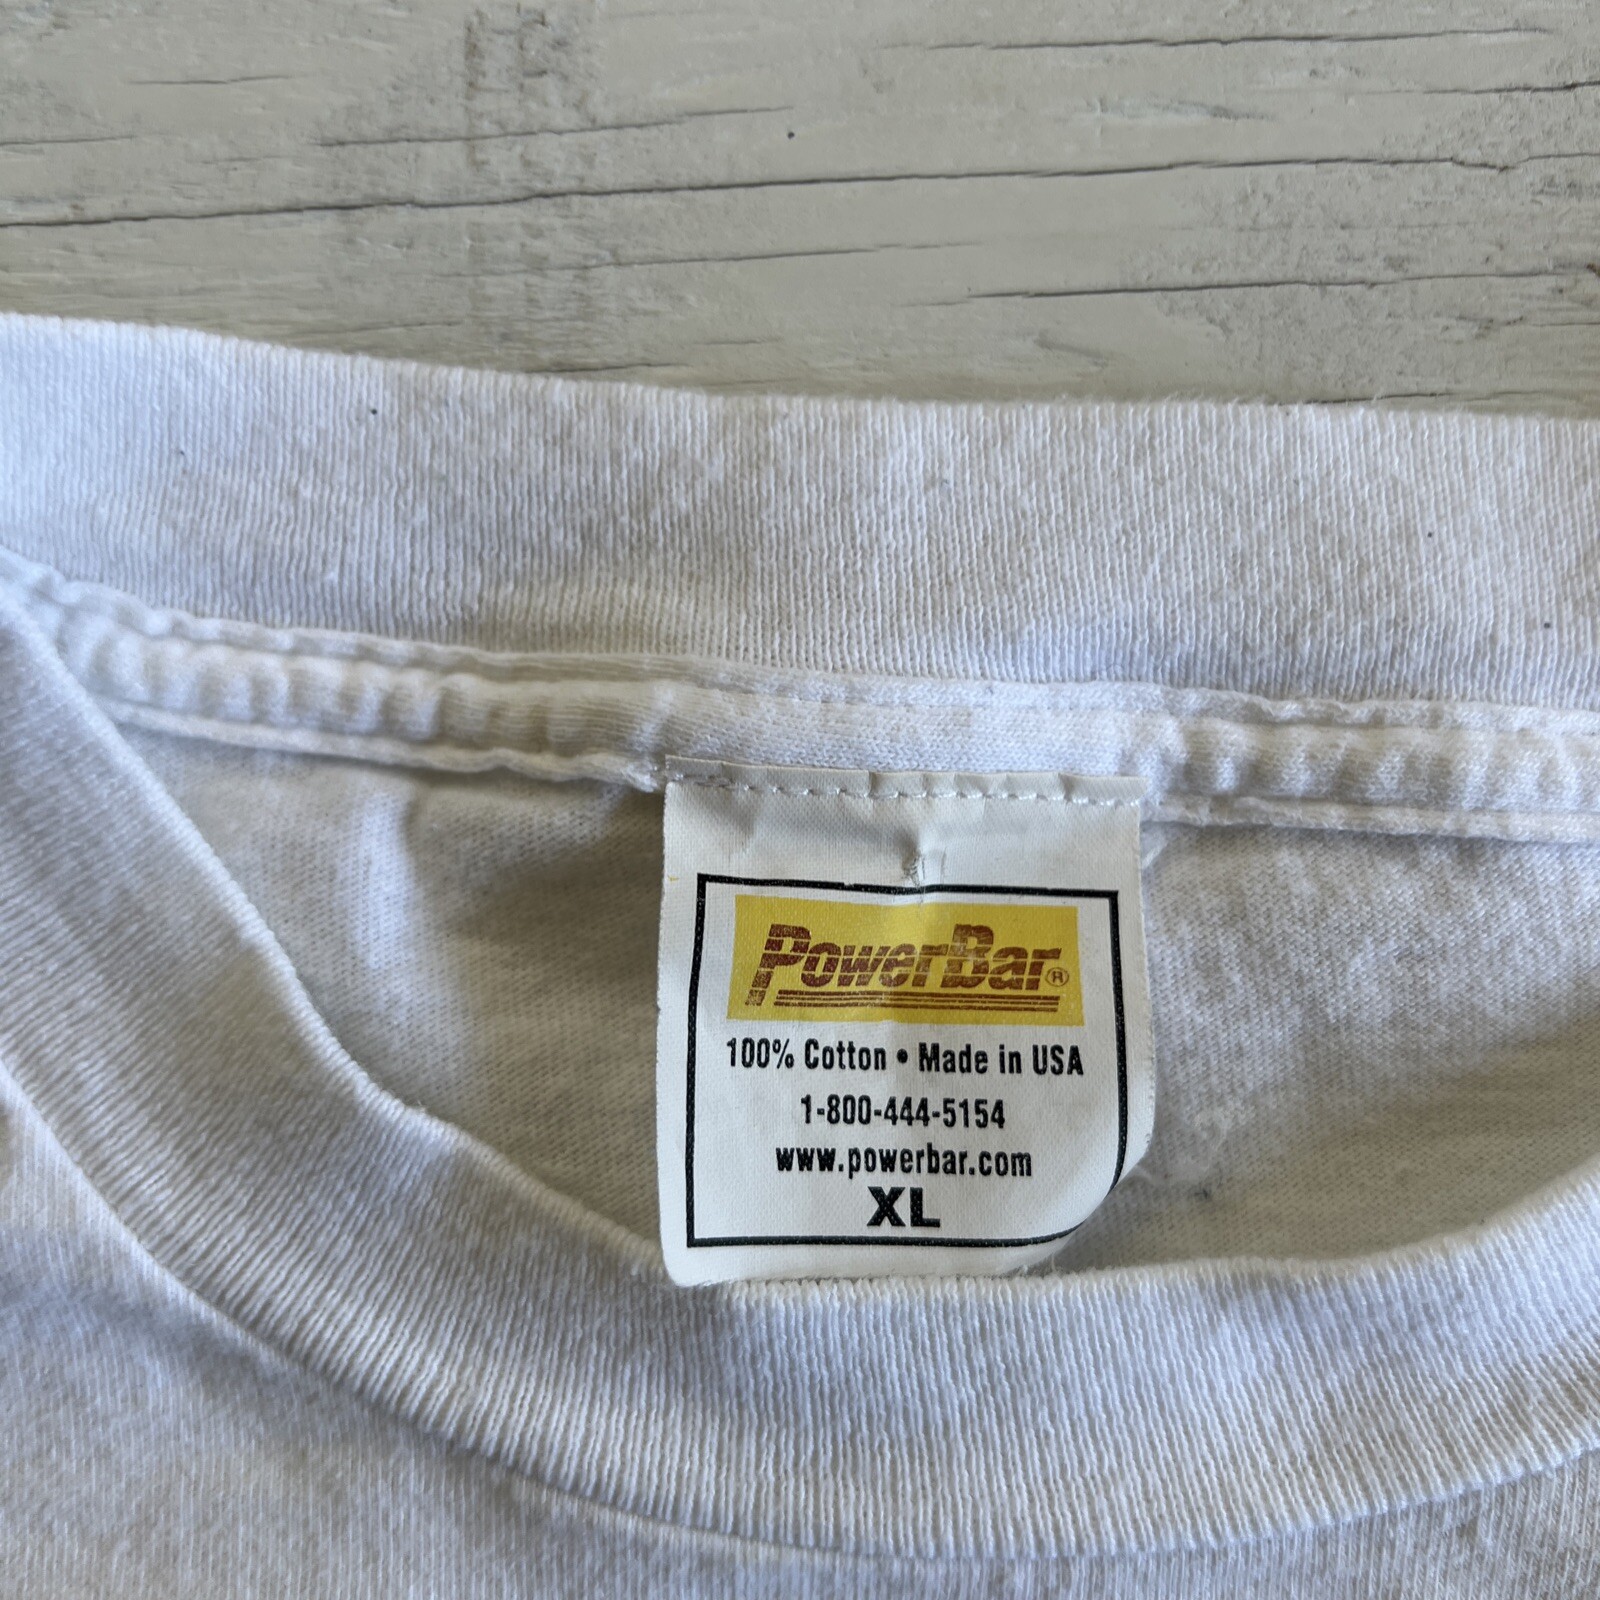 PowerBar®
100% Cotton • Made in USA
1-800-444-5154
www.powerbar.com
XL